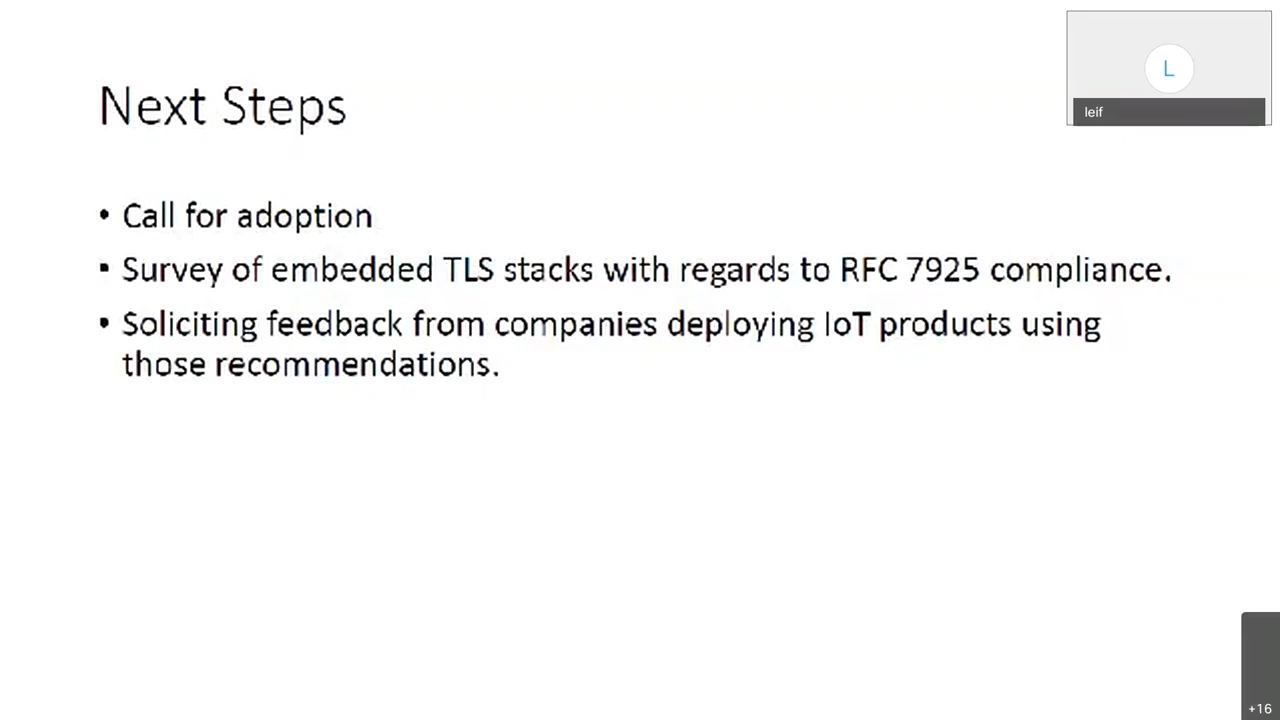 Next Steps
L
leif
• Call for adoption
• Survey of embedded TLS stacks with regards to RFC 7925 compliance.
• Soliciting feedback from companies deploying IoT products using
those recommendations.
+16